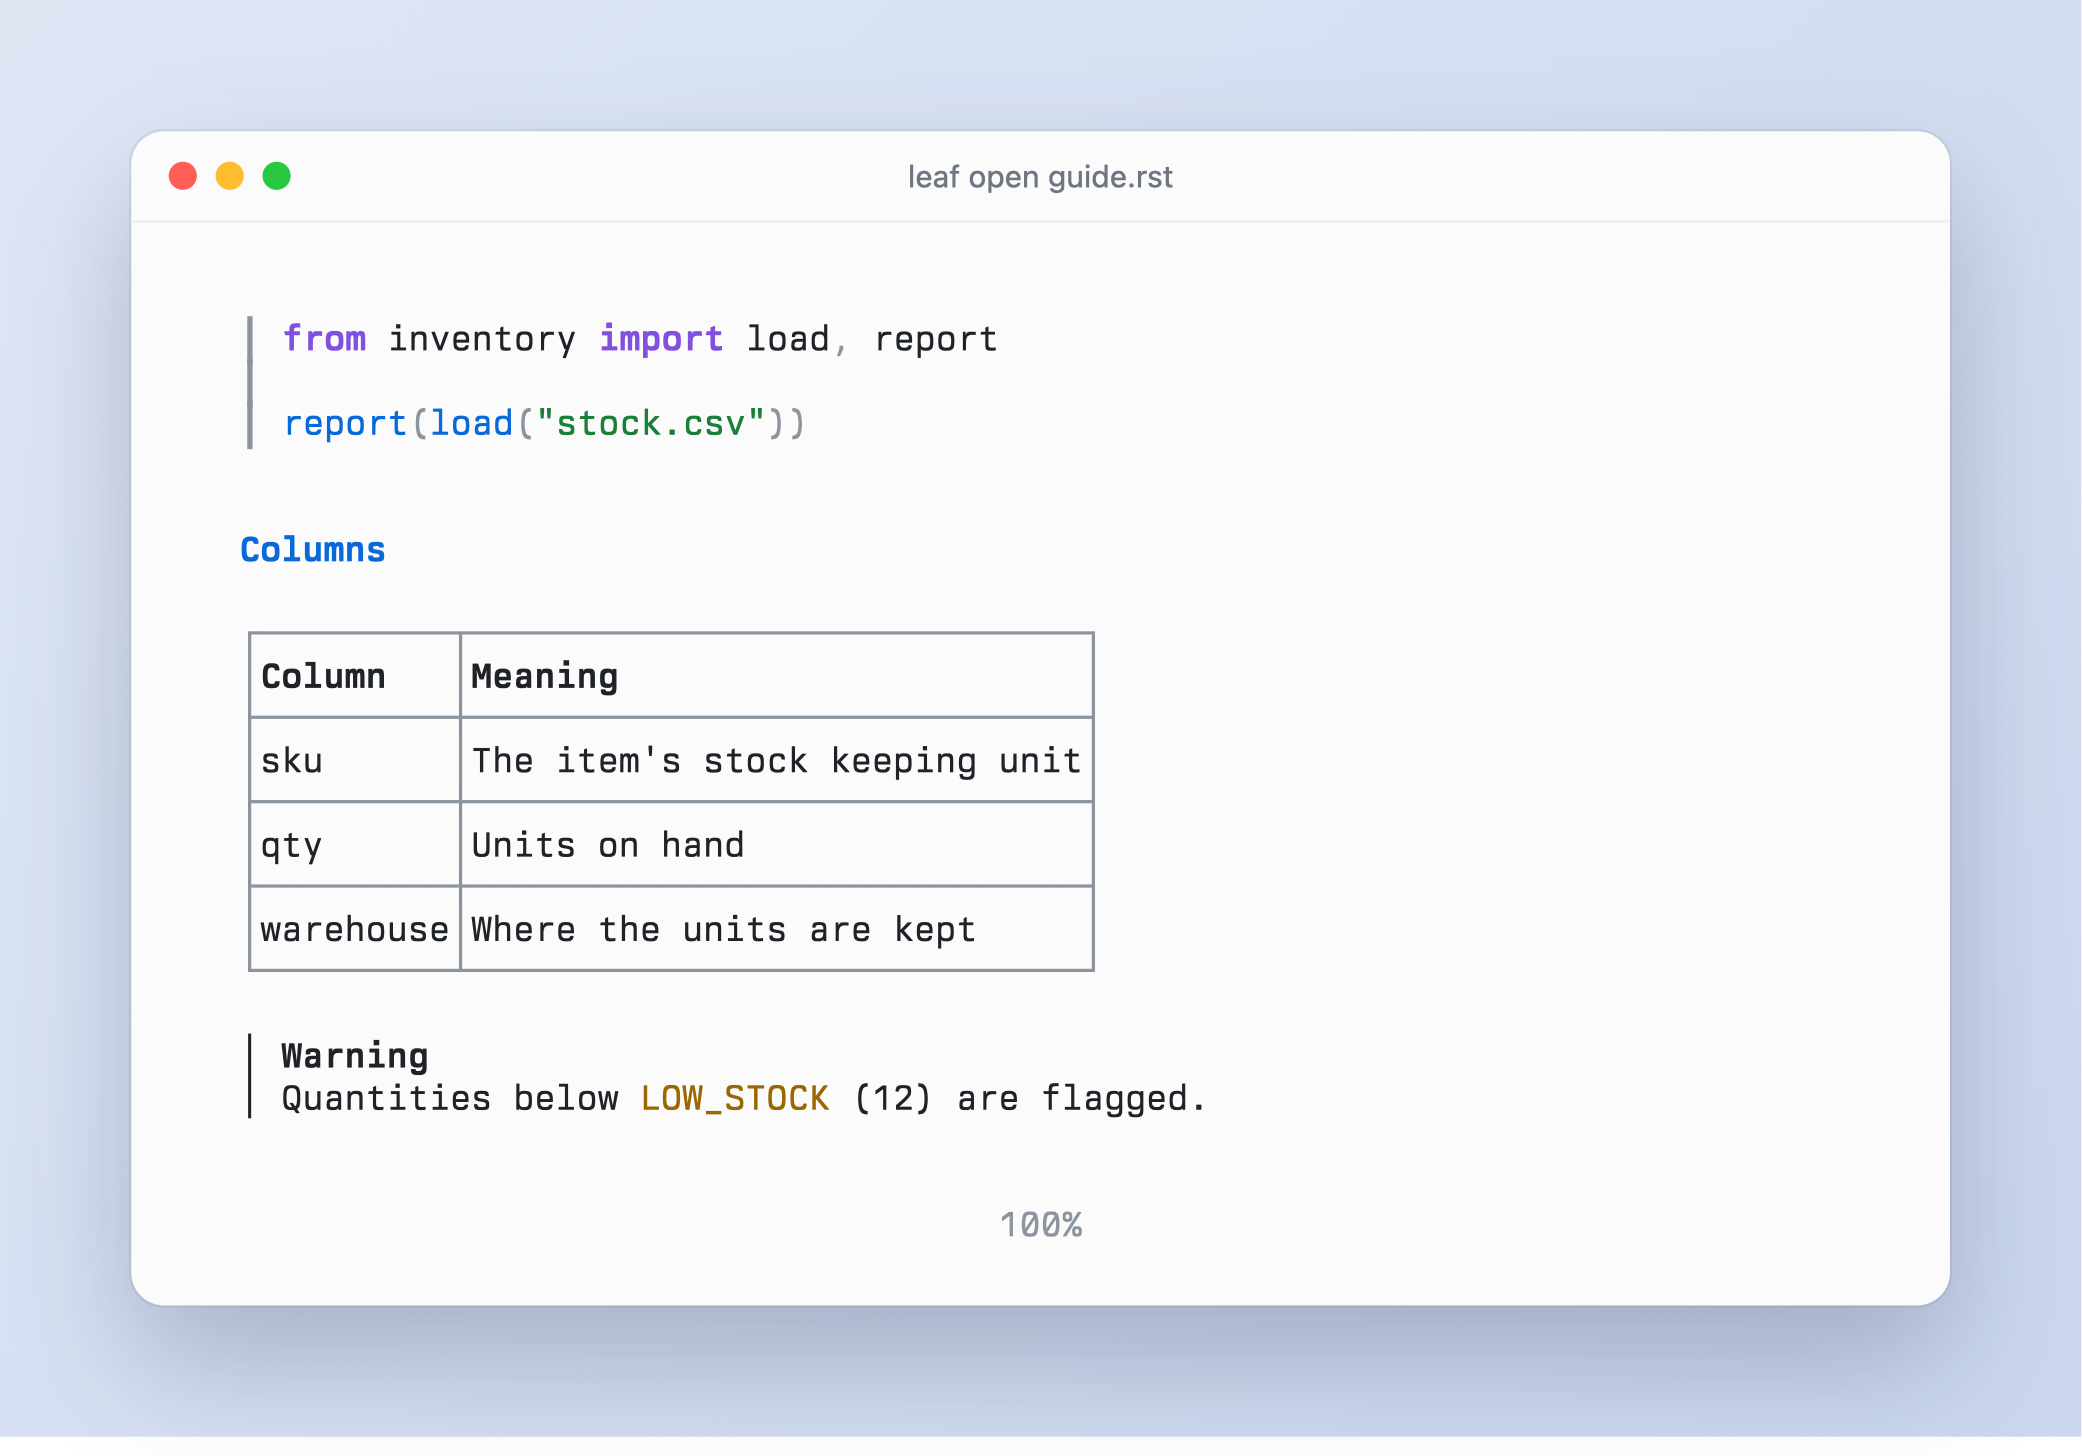 leaf open guide.rst
from inventory import load, report
report(load("stock.csv"))
Columns
Column Meaning
sku The item's stock keeping unit
qty Units on hand
warehouse Where the units are kept
Warning
Quantities below LOW_STOCK (12) are flagged.
100%